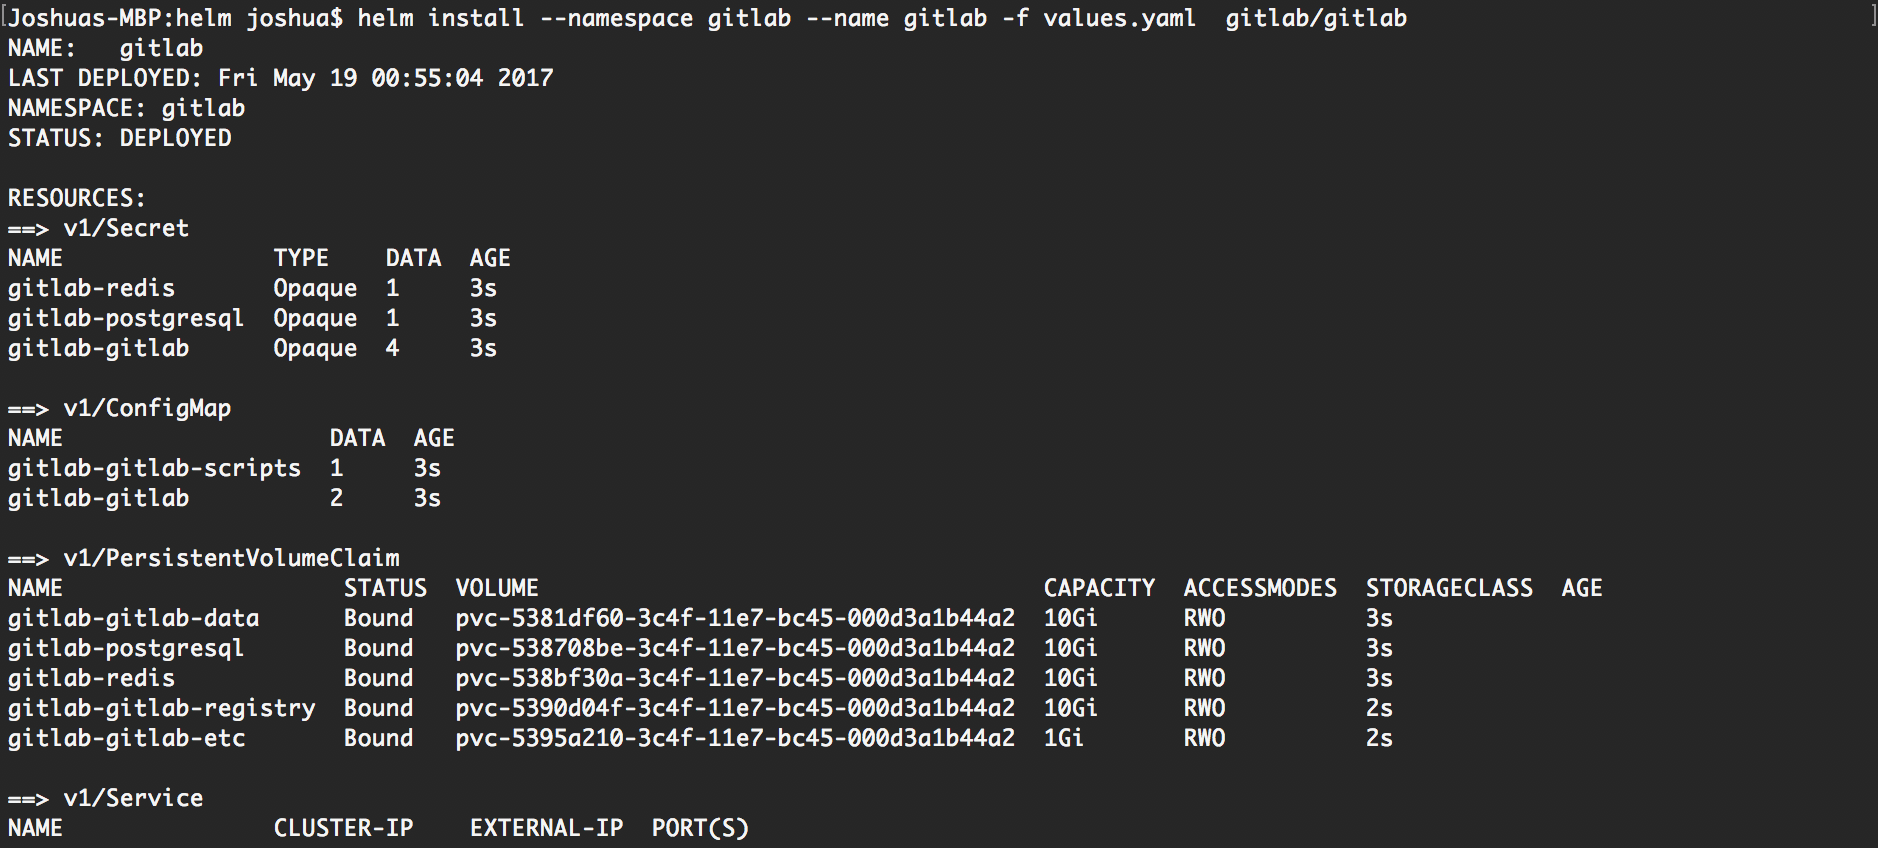 [Joshuas-MBP:helm joshua$ helm install --namespace gitlab --name gitlab -f values.yaml  gitlab/gitlab ]
NAME:   gitlab
LAST DEPLOYED: Fri May 19 00:55:04 2017
NAMESPACE: gitlab
STATUS: DEPLOYED
RESOURCES:
==> v1/Secret
NAME               TYPE    DATA  AGE
gitlab-redis       Opaque  1     3s
gitlab-postgresql  Opaque  1     3s
gitlab-gitlab      Opaque  4     3s
==> v1/ConfigMap
NAME                   DATA  AGE
gitlab-gitlab-scripts  1     3s
gitlab-gitlab          2     3s
==> v1/PersistentVolumeClaim
NAME                    STATUS  VOLUME                                    CAPACITY  ACCESSMODES  STORAGECLASS  AGE
gitlab-gitlab-data      Bound   pvc-5381df60-3c4f-11e7-bc45-000d3a1b44a2  10Gi      RWO          3s
gitlab-postgresql       Bound   pvc-538708be-3c4f-11e7-bc45-000d3a1b44a2  10Gi      RWO          3s
gitlab-redis            Bound   pvc-538bf30a-3c4f-11e7-bc45-000d3a1b44a2  10Gi      RWO          3s
gitlab-gitlab-registry  Bound   pvc-5390d04f-3c4f-11e7-bc45-000d3a1b44a2  10Gi      RWO          2s
gitlab-gitlab-etc       Bound   pvc-5395a210-3c4f-11e7-bc45-000d3a1b44a2  1Gi       RWO          2s
==> v1/Service
NAME               CLUSTER-IP    EXTERNAL-IP  PORT(S)